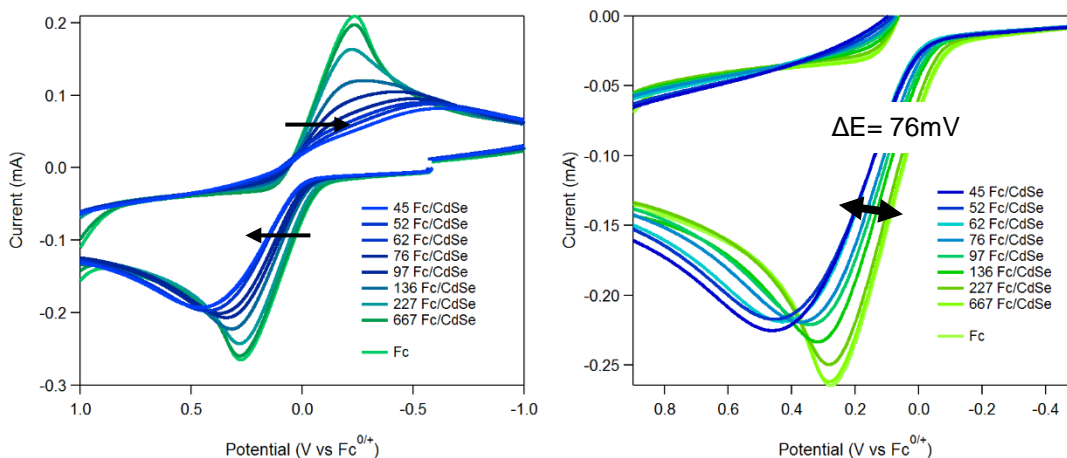 0.2
0.1
0.0
-0.1
-0.2
-0.3
Current (mA)
45 Fc/CdSe
52 Fc/CdSe
62 Fc/CdSe
76 Fc/CdSe
97 Fc/CdSe
136 Fc/CdSe
227 Fc/CdSe
667 Fc/CdSe
Fc
1.0 0.5 0.0 -0.5 -1.0
Potential (V vs Fc⁰/⁺)
0.00
-0.05
-0.10
-0.15
-0.20
-0.25
Current (mA)
ΔE= 76mV
45 Fc/CdSe
52 Fc/CdSe
62 Fc/CdSe
76 Fc/CdSe
97 Fc/CdSe
136 Fc/CdSe
227 Fc/CdSe
667 Fc/CdSe
Fc
0.8 0.6 0.4 0.2 0.0 -0.2 -0.4
Potential (V vs Fc⁰/⁺)